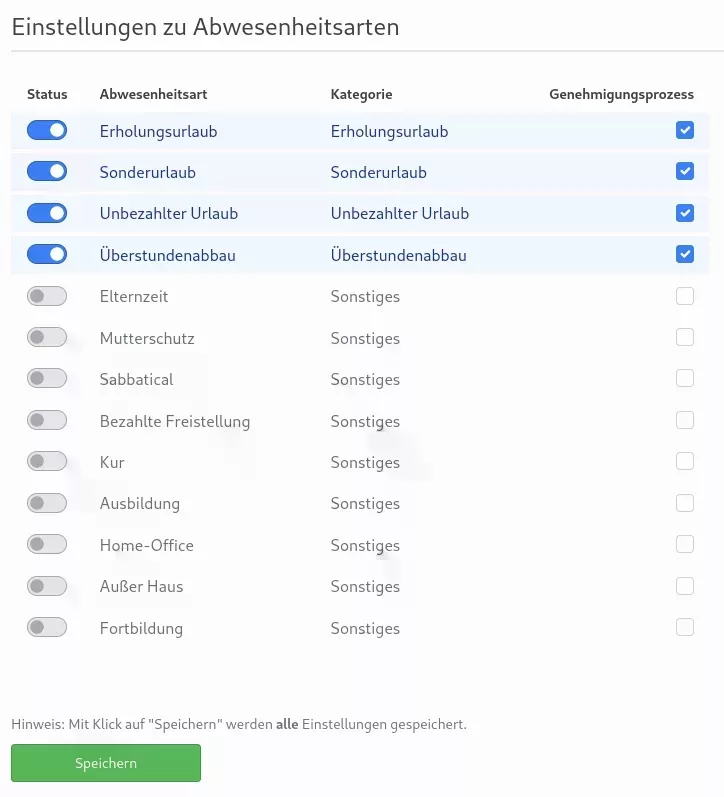 Einstellungen zu Abwesenheitsarten
Status Abwesenheitsart Kategorie Genehmigungsprozess
Erholungsurlaub Erholungsurlaub
Sonderurlaub Sonderurlaub
Unbezahlter Urlaub Unbezahlter Urlaub
Überstundenabbau Überstundenabbau
Elternzeit Sonstiges
Mutterschutz Sonstiges
Sabbatical Sonstiges
Bezahlte Freistellung Sonstiges
Kur Sonstiges
Ausbildung Sonstiges
Home-Office Sonstiges
Außer Haus Sonstiges
Fortbildung Sonstiges
Hinweis: Mit Klick auf "Speichern" werden alle Einstellungen gespeichert.
Speichern